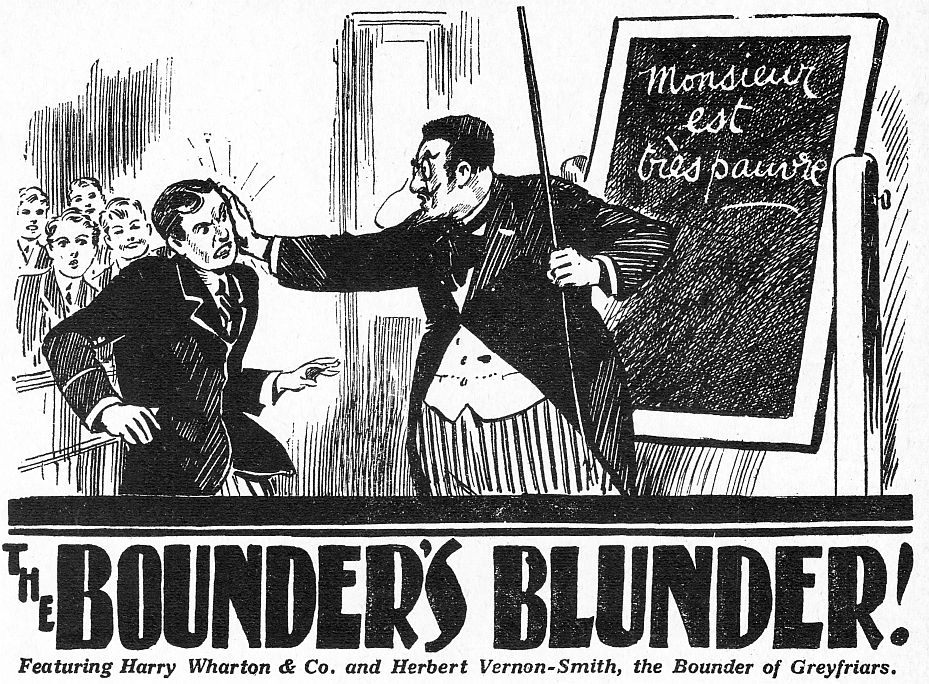 Monsieur
est
très pauvre
THE BOUNDER'S BLUNDER!
Featuring Harry Wharton & Co. and Herbert Vernon-Smith, the Bounder of Greyfriars.